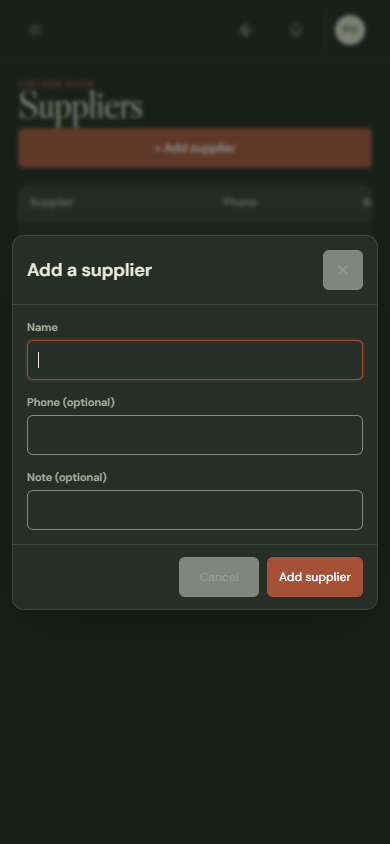 Suppliers
+ Add supplier
Supplier
Phone
Add a supplier
Name
Phone (optional)
Note (optional)
Cancel
Add supplier